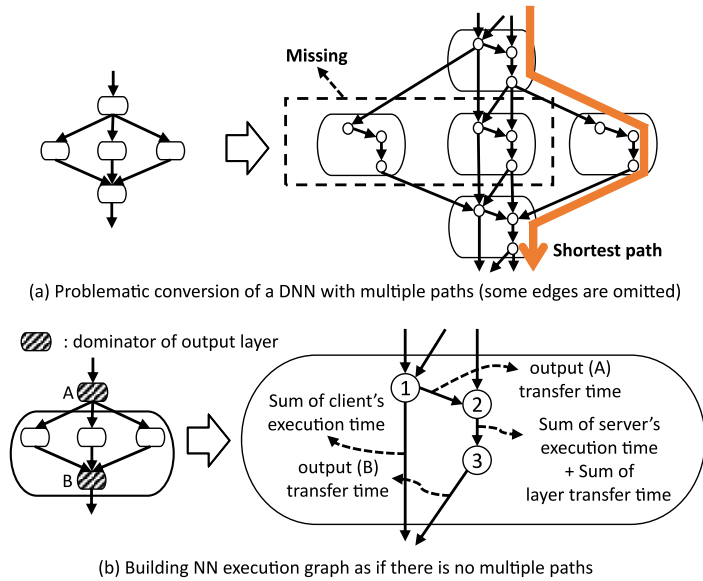 Missing
Shortest path
(a) Problematic conversion of a DNN with multiple paths (some edges are omitted)
: dominator of output layer
A
B
1
2
3
output (A)
transfer time
Sum of client's
execution time
Sum of server's
execution time
+ Sum of
layer transfer time
output (B)
transfer time
(b) Building NN execution graph as if there is no multiple paths